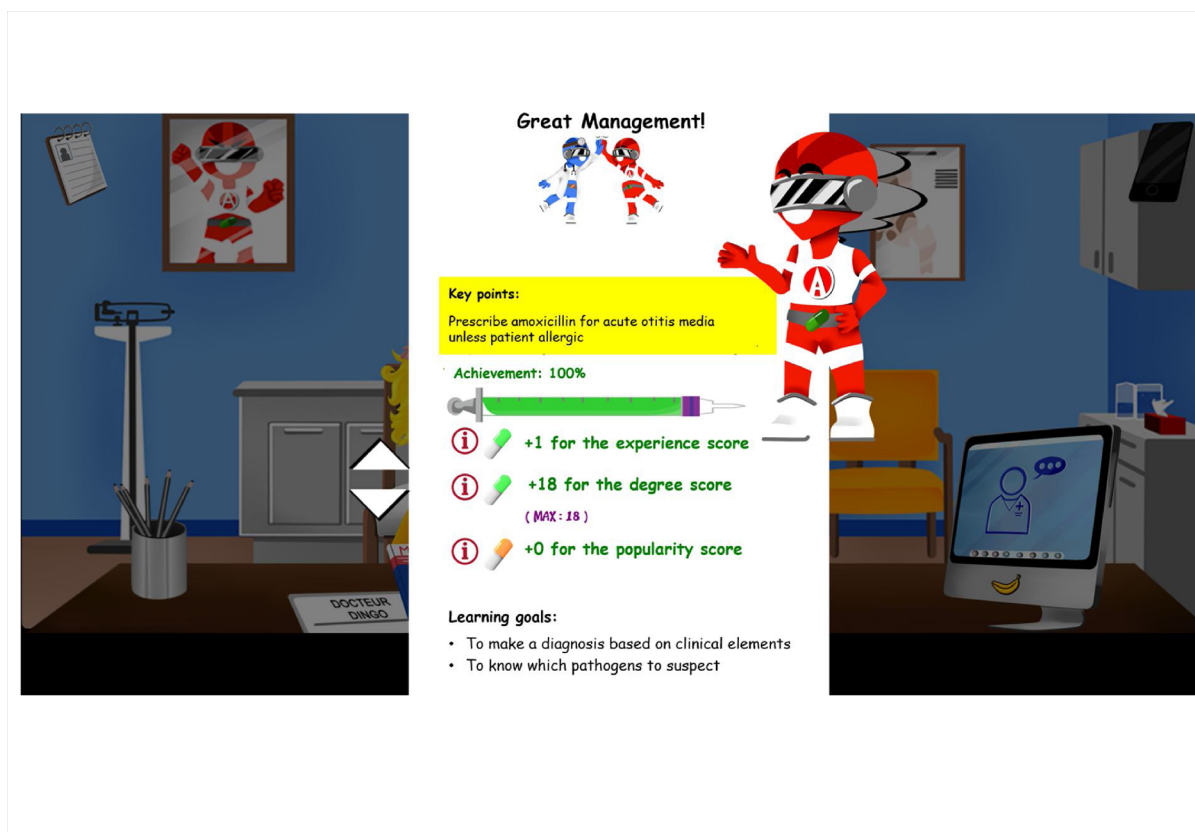 Great Management!
Key points:
Prescribe amoxicillin for acute otitis media
unless patient allergic
Achievement: 100%
+1 for the experience score
+18 for the degree score
( MAX : 18 )
+0 for the popularity score
Learning goals:
• To make a diagnosis based on clinical elements
• To know which pathogens to suspect
DOCTEUR
DINGO
A
A
M